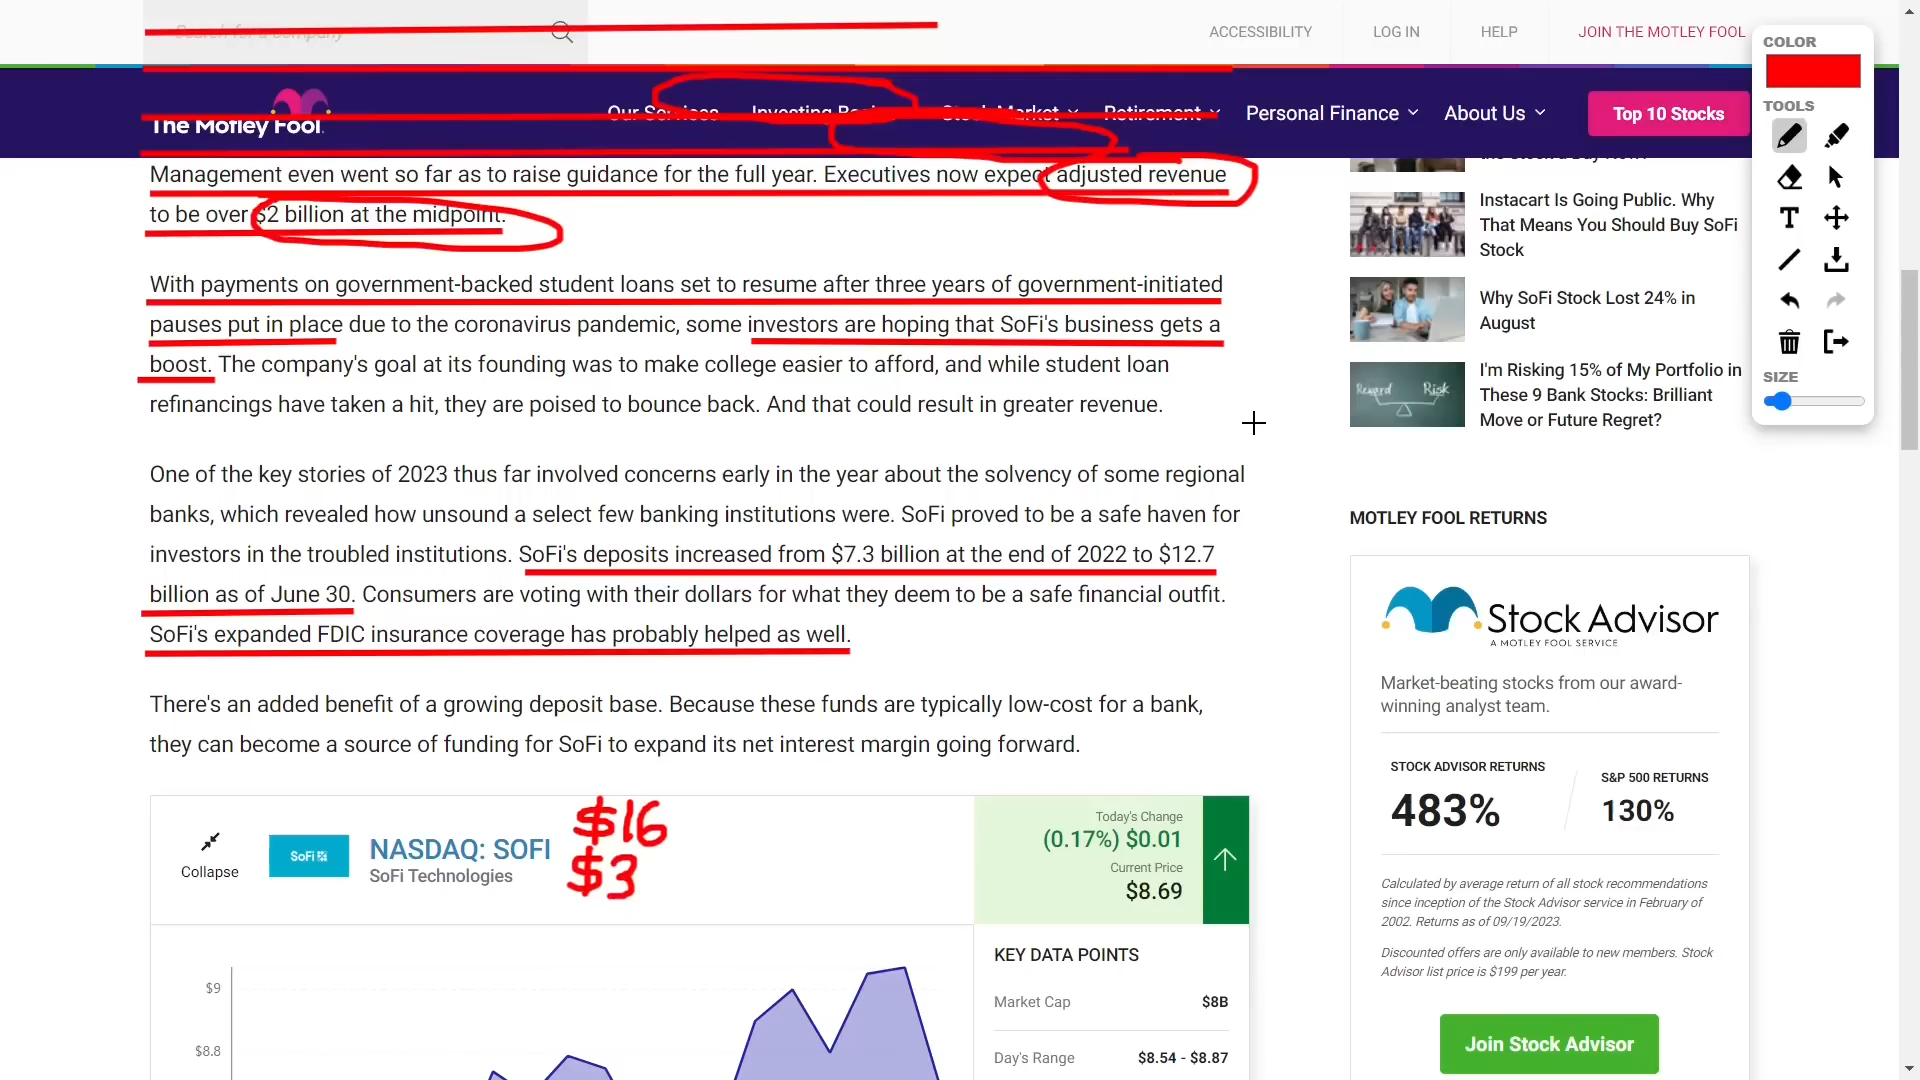 Search for a company
ACCESSIBILITY
LOG IN
HELP
JOIN THE MOTLEY FOOL
The Motley Fool.
Our Services
Investing
Stock Market
Retirement
Personal Finance
About Us
Top 10 Stocks
COLOR
TOOLS
SIZE
Management even went so far as to raise guidance for the full year. Executives now expect adjusted revenue
to be over $2 billion at the midpoint.
With payments on government-backed student loans set to resume after three years of government-initiated
pauses put in place due to the coronavirus pandemic, some investors are hoping that SoFi's business gets a
boost. The company's goal at its founding was to make college easier to afford, and while student loan
refinancings have taken a hit, they are poised to bounce back. And that could result in greater revenue.
One of the key stories of 2023 thus far involved concerns early in the year about the solvency of some regional
banks, which revealed how unsound a select few banking institutions were. SoFi proved to be a safe haven for
investors in the troubled institutions. SoFi's deposits increased from $7.3 billion at the end of 2022 to $12.7
billion as of June 30. Consumers are voting with their dollars for what they deem to be a safe financial outfit.
SoFi's expanded FDIC insurance coverage has probably helped as well.
There's an added benefit of a growing deposit base. Because these funds are typically low-cost for a bank,
they can become a source of funding for SoFi to expand its net interest margin going forward.
Collapse
SoFi
NASDAQ: SOFI
SoFi Technologies
$16
$3
Today's Change
(0.17%) $0.01
Current Price
$8.69
$9
$8.8
KEY DATA POINTS
Market Cap
$8B
Day's Range
$8.54 - $8.87
Instacart Is Going Public. Why
That Means You Should Buy SoFi
Stock
Why SoFi Stock Lost 24% in
August
Reward Risk
I'm Risking 15% of My Portfolio in
These 9 Bank Stocks: Brilliant
Move or Future Regret?
MOTLEY FOOL RETURNS
Stock Advisor
A MOTLEY FOOL SERVICE
Market-beating stocks from our award-
winning analyst team.
STOCK ADVISOR RETURNS
483%
S&P 500 RETURNS
130%
Calculated by average return of all stock recommendations
since inception of the Stock Advisor service in February of
2002. Returns as of 09/19/2023.
Discounted offers are only available to new members. Stock
Advisor list price is $199 per year.
Join Stock Advisor